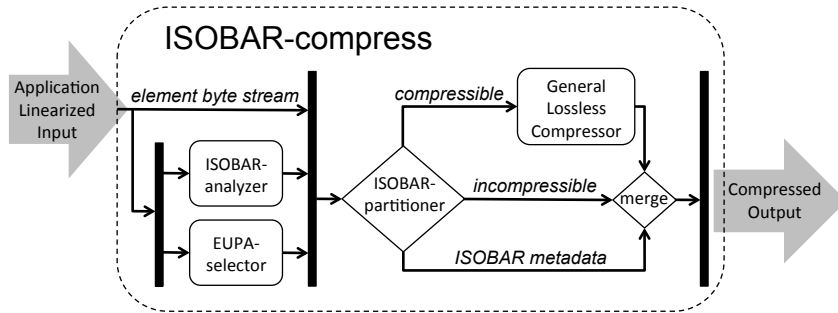 ISOBAR-compress
Application
Linearized
Input
element byte stream
ISOBAR-
analyzer
EUPA-
selector
ISOBAR-
partitioner
compressible
General
Lossless
Compressor
incompressible
ISOBAR metadata
merge
Compressed
Output